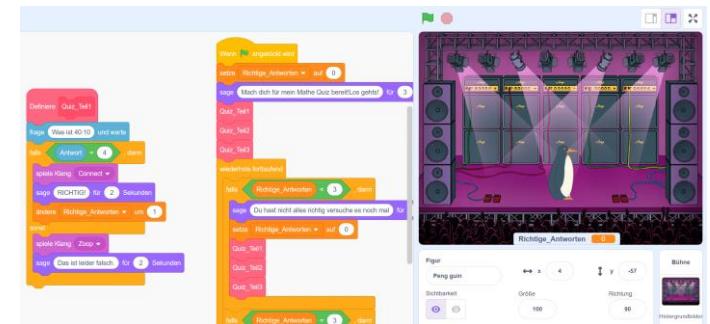 Definiere Quiz_Teil1
frage Was ist 40:10 und warte
falls Antwort = 4 dann
spiele Klang Connect
sage RICHTIG! für 2 Sekunden
ändere Richtige_Antworten um 1
sonst
spiele Klang Zoop
sage Das ist leider falsch. für 2 Sekunden
Wenn angeklickt wird
setze Richtige_Antworten auf 0
sage Mach dich für mein Mathe Quiz bereit!Los gehts! für 3
Quiz_Teil1
Quiz_Teil2
Quiz_Teil3
wiederhole fortlaufend
falls Richtige_Antworten < 3 dann
sage Du hast nicht alles richtig versuche es noch mal für
setze Richtige_Antworten auf 0
Quiz_Teil1
Quiz_Teil2
Quiz_Teil3
falls Richtige_Antworten = 3 dann
Richtige_Antworten 0
Figur
Peng guin
x 4
y -57
Sichtbarkeit
Größe
100
Richtung
90
Bühne
Hintergrundbilder